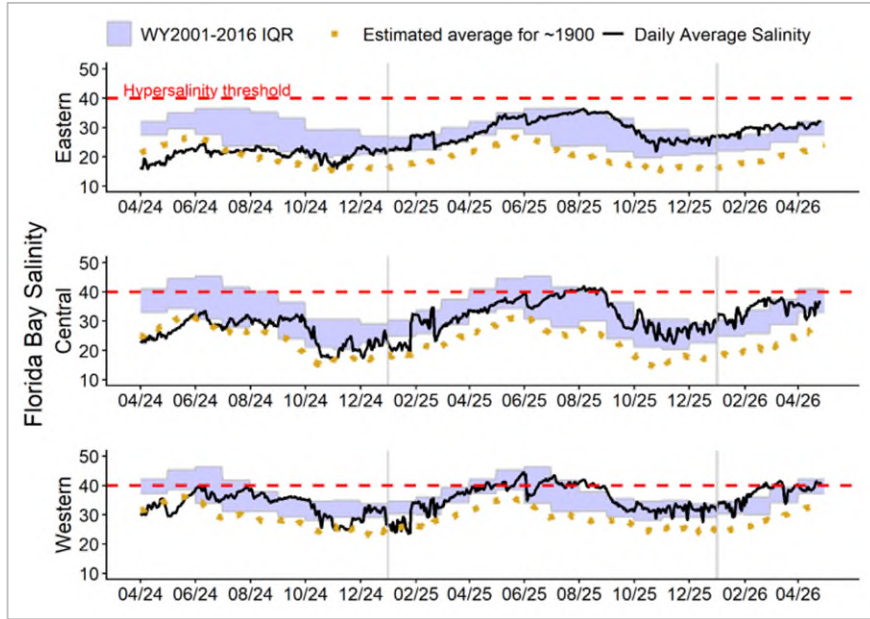 WY2001-2016 IQR Estimated average for ~1900 Daily Average Salinity
Florida Bay Salinity
Eastern
50
40
30
20
10
Hypersalinity threshold
04/24 06/24 08/24 10/24 12/24 02/25 04/25 06/25 08/25 10/25 12/25 02/26 04/26
Central
50
40
30
20
10
04/24 06/24 08/24 10/24 12/24 02/25 04/25 06/25 08/25 10/25 12/25 02/26 04/26
Western
50
40
30
20
10
04/24 06/24 08/24 10/24 12/24 02/25 04/25 06/25 08/25 10/25 12/25 02/26 04/26